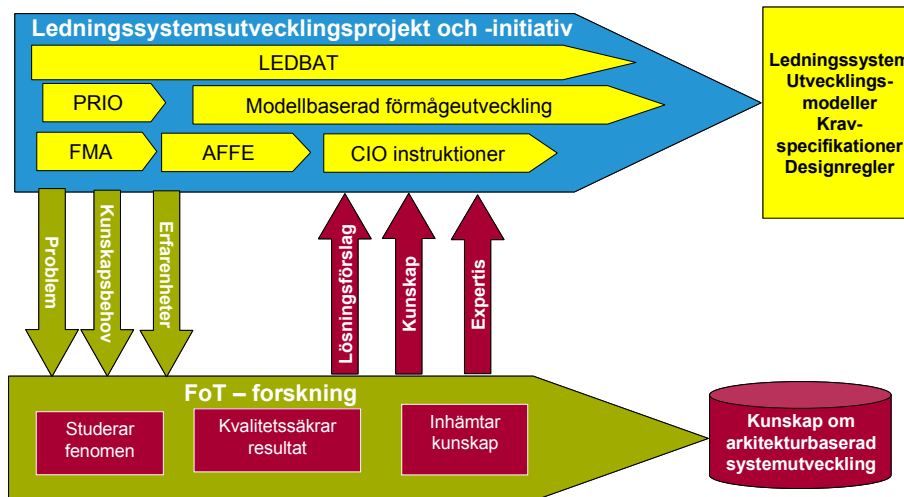 Ledningssystemsutvecklingsprojekt och -initiativ
LEDBAT
PRIO
Modellbaserad förmågeutveckling
FMA
AFFE
CIO instruktioner
Ledningssystem
Utvecklings-
modeller
Krav-
specifikationer
Designregler
Problem
Kunskapsbehov
Erfarenheter
Lösningsförslag
Kunskap
Expertis
FoT – forskning
Studerar
fenomen
Kvalitetssäkrar
resultat
Inhämtar
kunskap
Kunskap om
arkitekturbaserad
systemutveckling